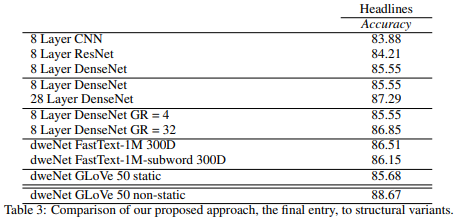 Headlines
Accuracy
8 Layer CNN 83.88
8 Layer ResNet 84.21
8 Layer DenseNet 85.55
8 Layer DenseNet 85.55
28 Layer DenseNet 87.29
8 Layer DenseNet GR = 4 85.55
8 Layer DenseNet GR = 32 86.85
dweNet FastText-1M 300D 86.51
dweNet FastText-1M-subword 300D 86.15
dweNet GLoVe 50 static 85.68
dweNet GLoVe 50 non-static 88.67
Table 3: Comparison of our proposed approach, the final entry, to structural variants.